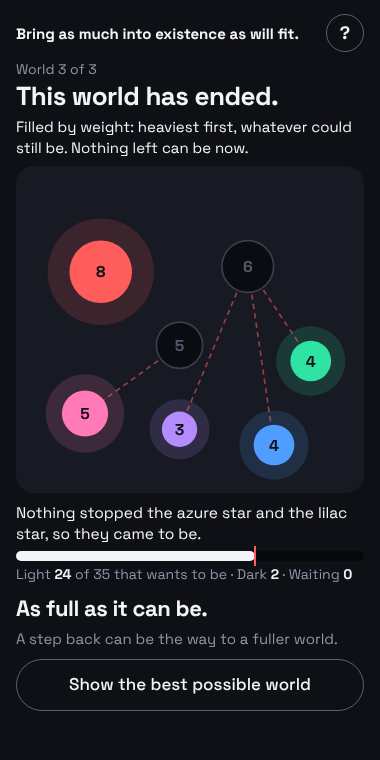 Bring as much into existence as will fit.
?
World 3 of 3
This world has ended.
Filled by weight: heaviest first, whatever could
still be. Nothing left can be now.
8
6
5
4
5
3
4
Nothing stopped the azure star and the lilac
star, so they came to be.
Light 24 of 35 that wants to be · Dark 2 · Waiting 0
As full as it can be.
A step back can be the way to a fuller world.
Show the best possible world